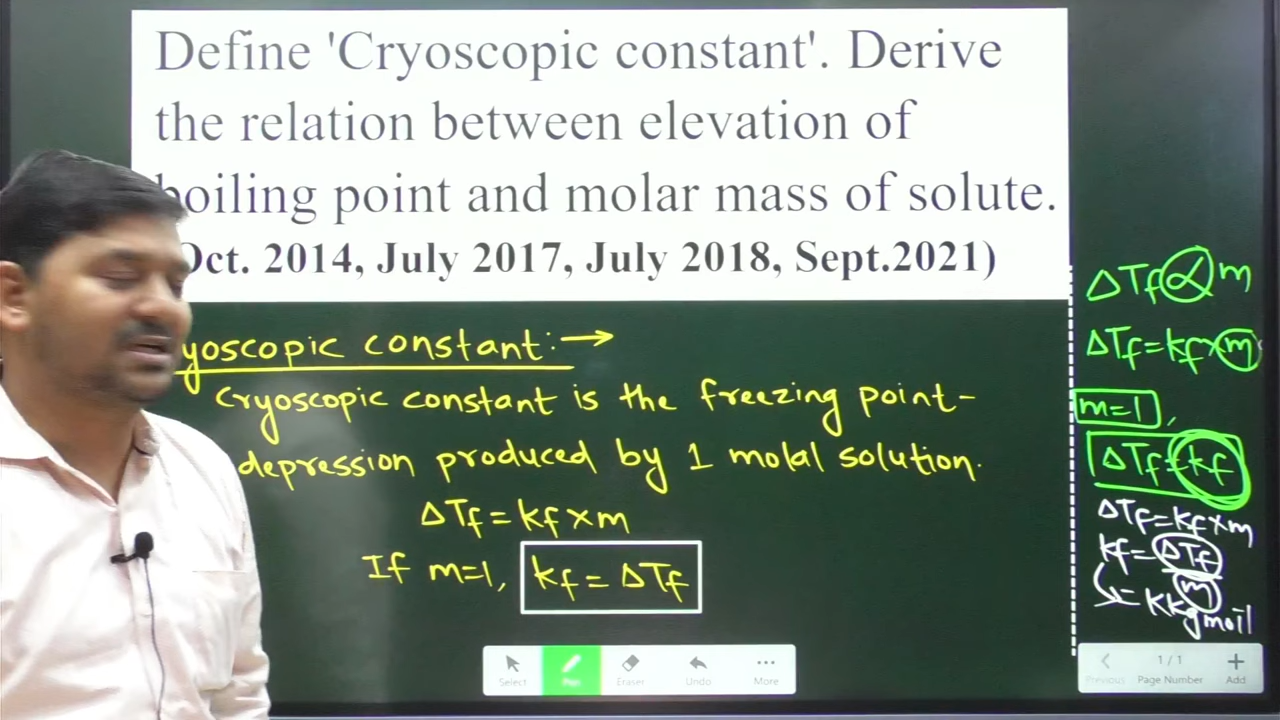 Define 'Cryoscopic constant'. Derive
the relation between elevation of
boiling point and molar mass of solute.
Oct. 2014, July 2017, July 2018, Sept.2021)
yoscopic constant:→
Cryoscopic constant is the freezing point-
depression produced by 1 molal solution.
ΔTf = kf × m
If m=1, kf = ΔTf
ΔTf ∝ m
ΔTf = kf × m
m=1,
ΔTf = kf
ΔTf = kf × m
kf = ΔTf
m
= K kg mol
Select
Pen
Eraser
Undo
More
Previous
1 / 1
Page Number
Add